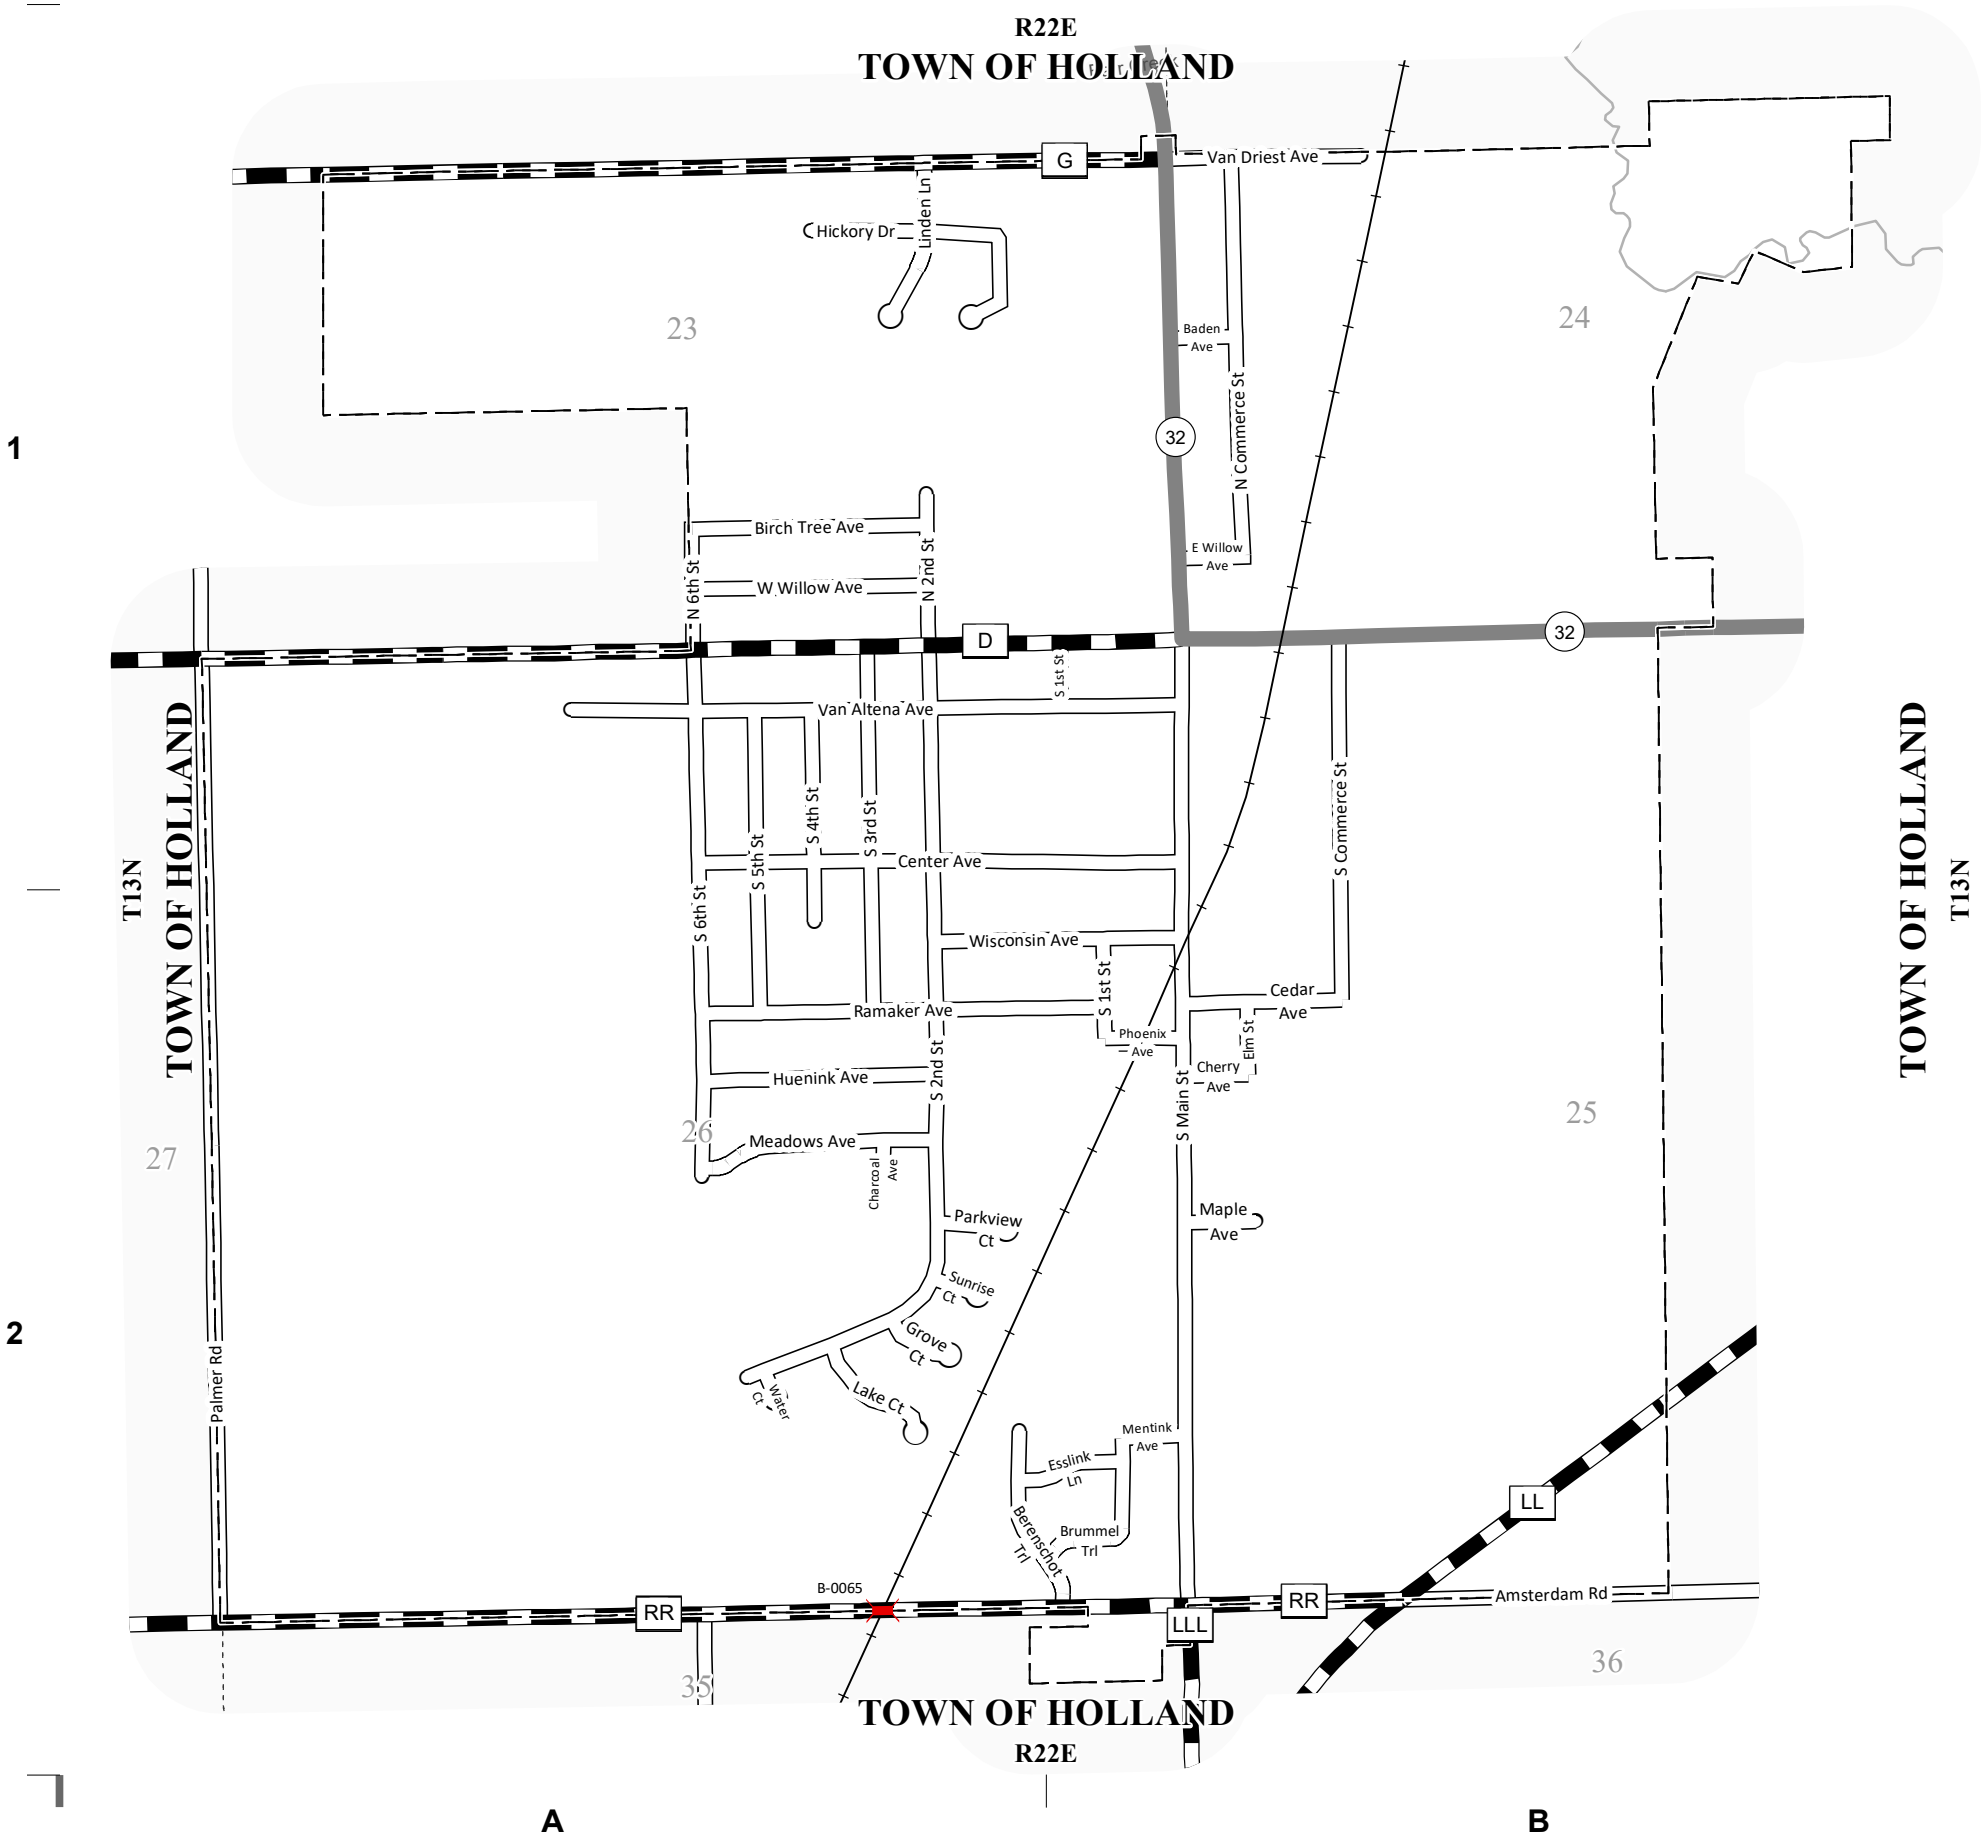 R22E
TOWN OF HOLLAND
G
Van Driest Ave
Linden Ln
Hickory Dr
23
24
Baden
Ave
N Commerce St
32
1
Birch Tree Ave
N 2nd St
E Willow
Ave
W Willow Ave
N 6th St
D
32
S 1st St
Van Altena Ave
TOWN OF HOLLAND
T13N
TOWN OF HOLLAND
T13N
S 4th St
S 3rd St
S 5th St
S Commerce St
Center Ave
S 6th St
Wisconsin Ave
S 1st St
Cedar
Ave
Ramaker Ave
Phoenix
Ave
Elm St
Cherry
Ave
S 2nd St
Huenink Ave
S Main St
25
26
27
Meadows Ave
Charcoal
Ave
Maple
Ave
Parkview
Ct
Sunrise
Ct
Grove
Ct
2
Palmer Rd
Water
Ct
Lake Ct
Mentink
Ave
Esslink
Ln
LL
Berenschot
Trl
Brummel
Trl
B-0065
RR
RR
Amsterdam Rd
LLL
35
36
TOWN OF HOLLAND
R22E
A
B